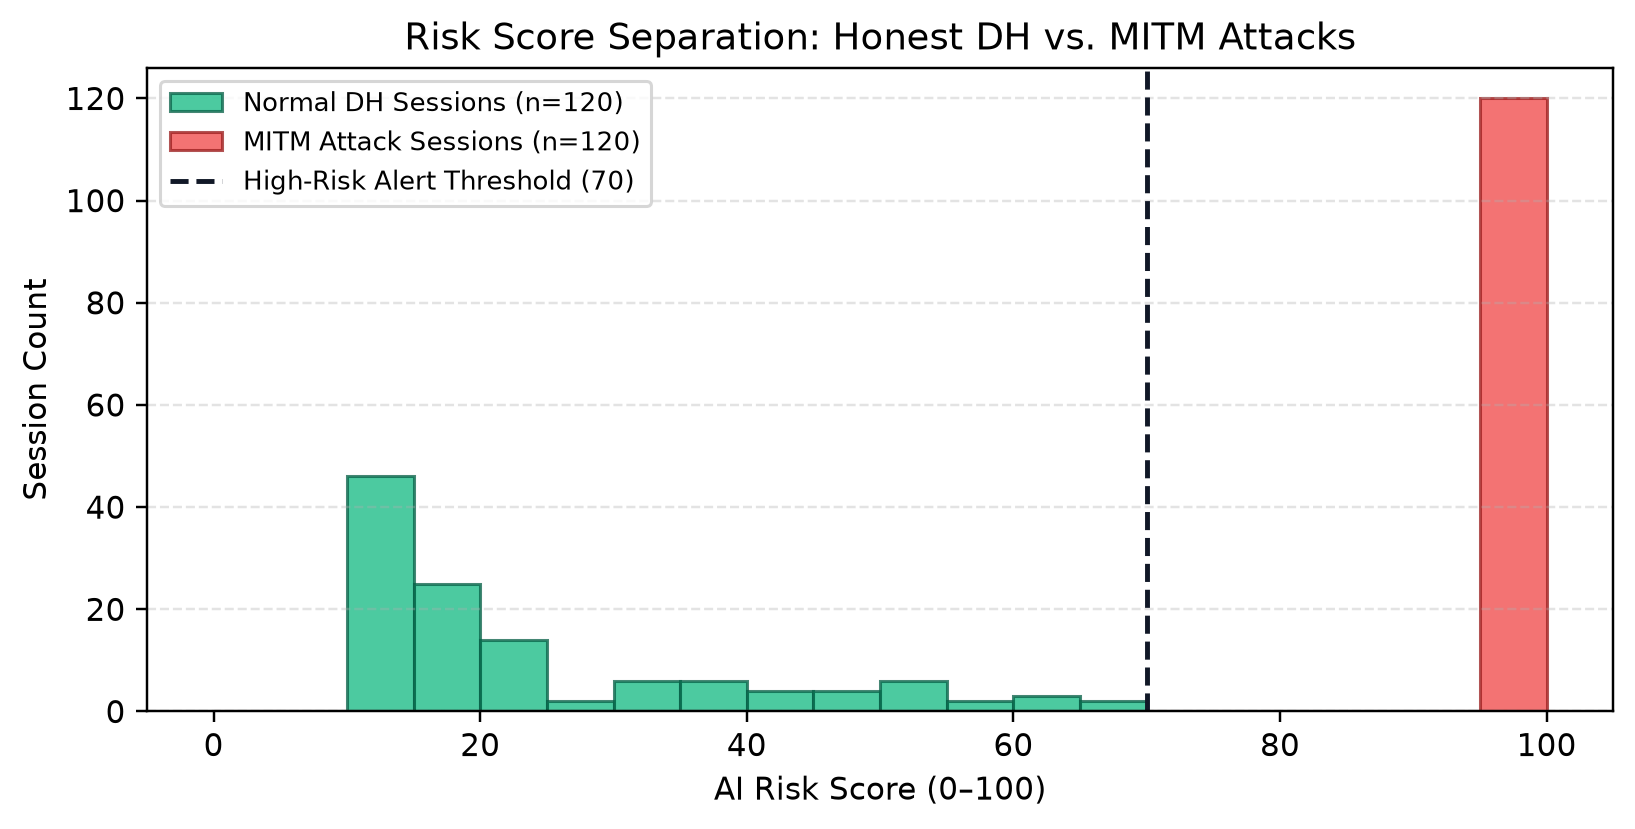 Risk Score Separation: Honest DH vs. MITM Attacks
Normal DH Sessions (n=120)
MITM Attack Sessions (n=120)
High-Risk Alert Threshold (70)
Session Count
120
100
80
60
40
20
0
0 20 40 60 80 100
AI Risk Score (0–100)